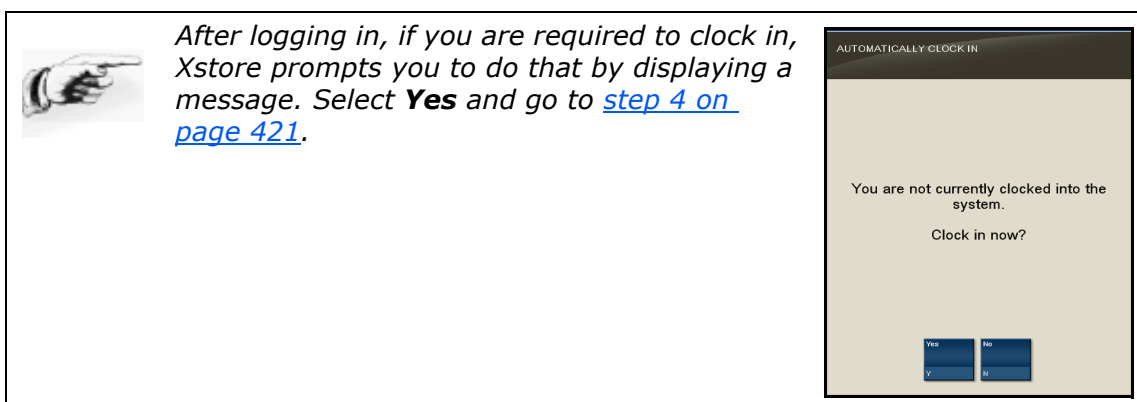 After logging in, if you are required to clock in,
Xstore prompts you to do that by displaying a
message. Select Yes and go to step 4 on
page 421.
AUTOMATICALLY CLOCK IN
You are not currently clocked into the
system.
Clock in now?
Yes No
Y N